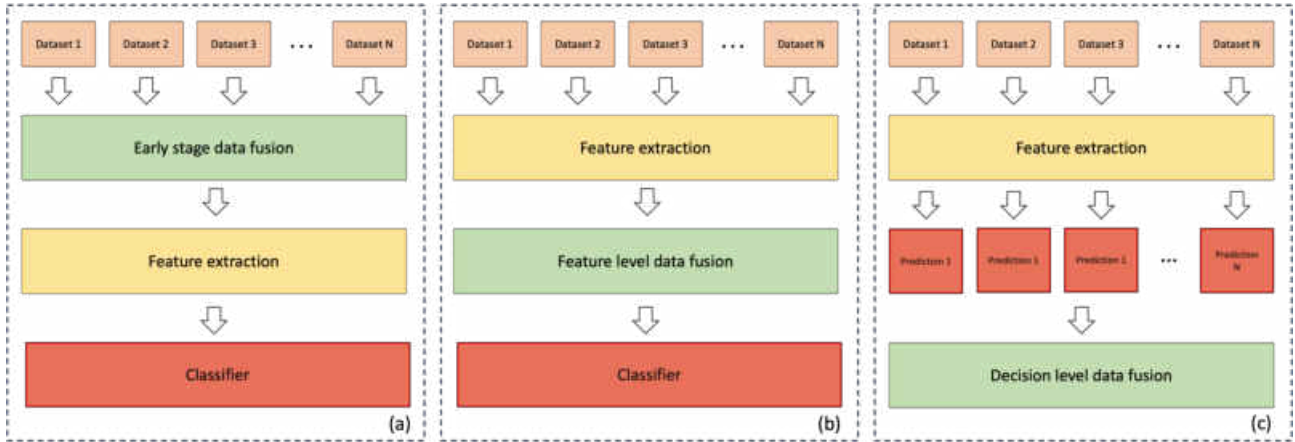 Dataset 1 Dataset 2 Dataset 3 ... Dataset N
Early stage data fusion
Feature extraction
Classifier
(a)
Dataset 1 Dataset 2 Dataset 3 ... Dataset N
Feature extraction
Feature level data fusion
Classifier
(b)
Dataset 1 Dataset 2 Dataset 3 ... Dataset N
Feature extraction
Prediction 1 Prediction 1 Prediction 1 ... Prediction
N
Decision level data fusion
(c)